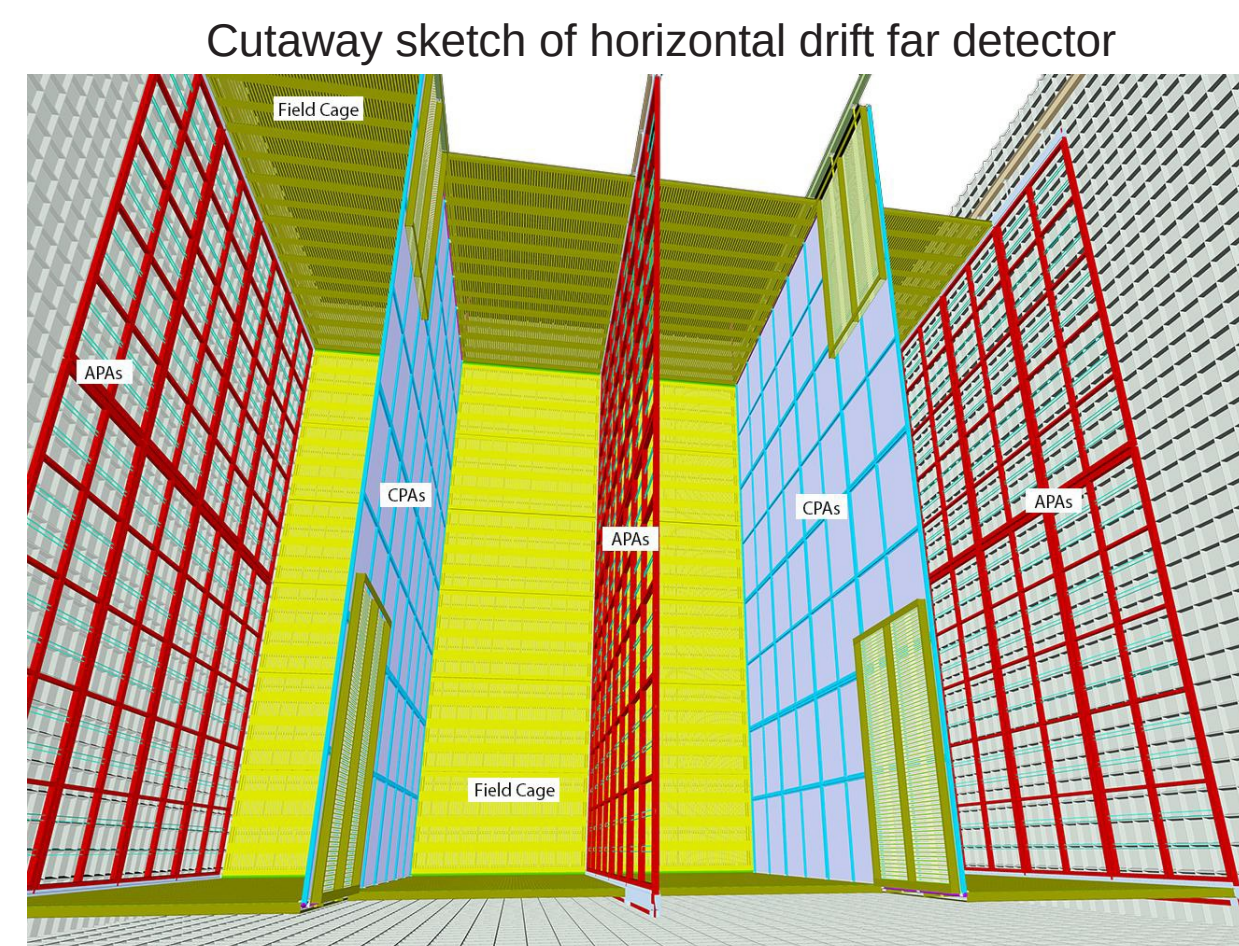 Cutaway sketch of horizontal drift far detector
Field Cage
APAs
CPAs
CPAs
APAs
APAs
Field Cage